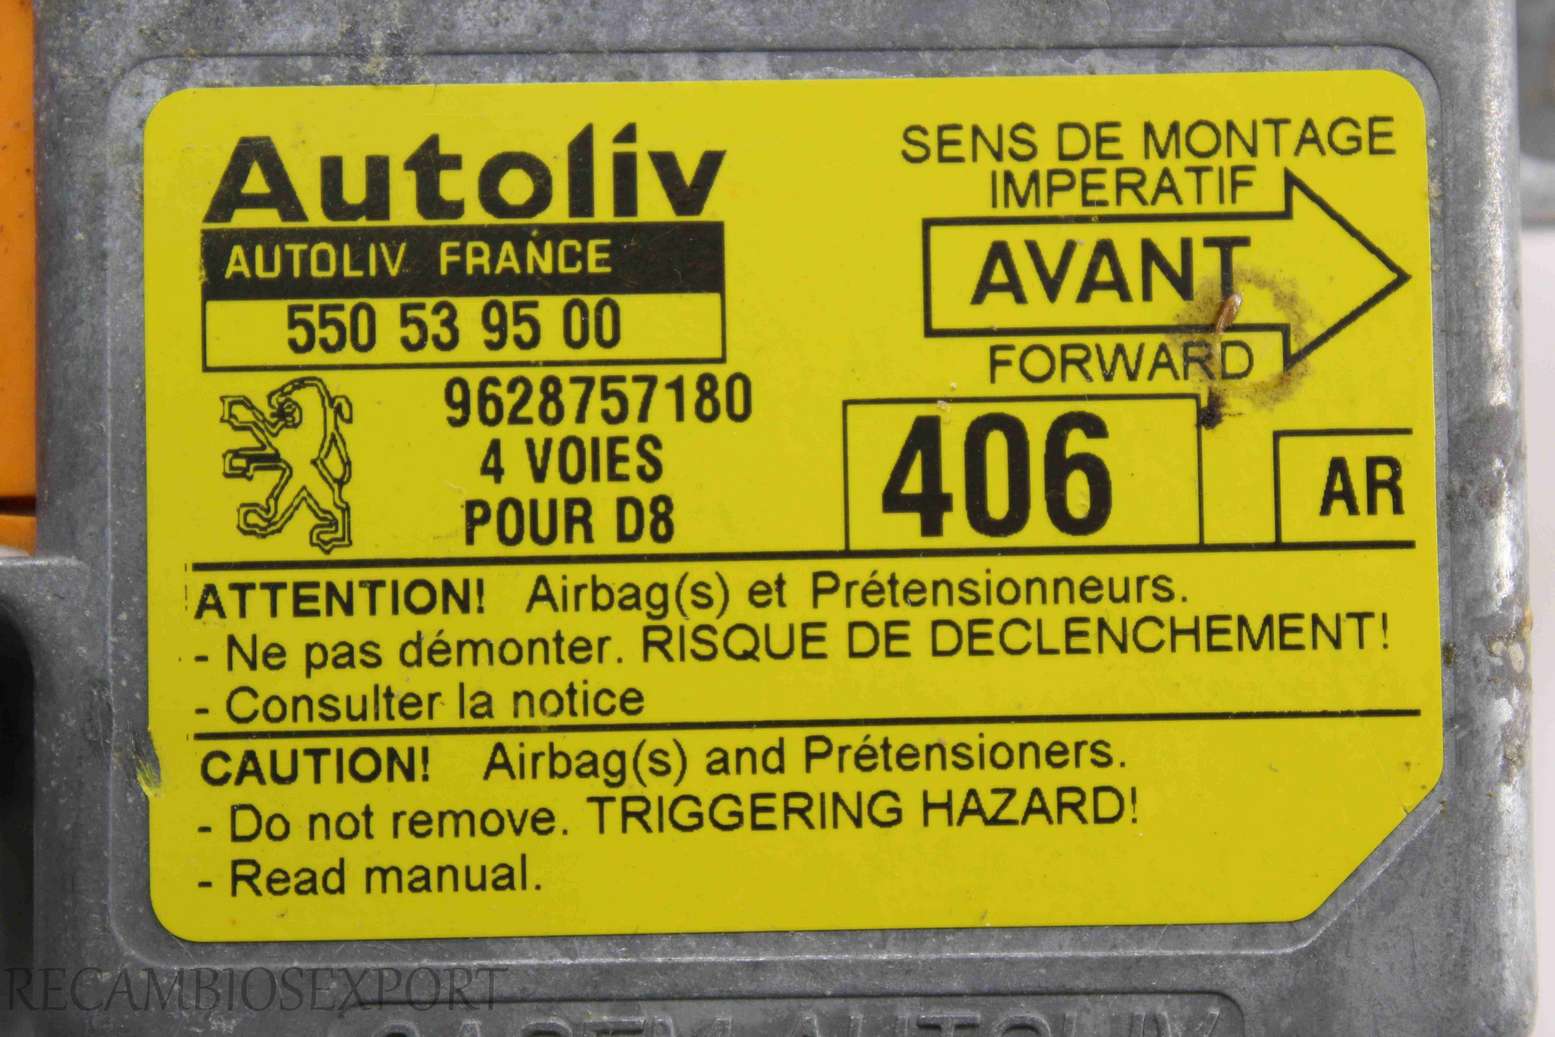 Autoliv
AUTOLIV FRANCE
550 53 95 00
9628757180
4 VOIES
POUR D8
SENS DE MONTAGE
IMPERATIF
AVANT
FORWARD
406
AR
ATTENTION! Airbag(s) et Prétensionneurs.
- Ne pas démonter. RISQUE DE DECLENCHEMENT!
- Consulter la notice
CAUTION! Airbag(s) and Prétensioners.
- Do not remove. TRIGGERING HAZARD!
- Read manual.
RECAMBIOSEXPORT
AUTOLIV